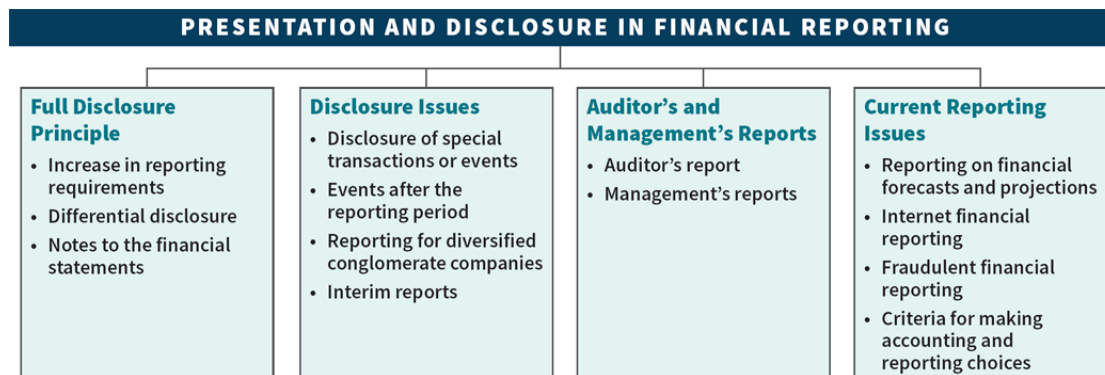 PRESENTATION AND DISCLOSURE IN FINANCIAL REPORTING
Full Disclosure
Principle
• Increase in reporting
requirements
• Differential disclosure
• Notes to the financial
statements
Disclosure Issues
• Disclosure of special
transactions or events
• Events after the
reporting period
• Reporting for diversified
conglomerate companies
• Interim reports
Auditor’s and
Management’s Reports
• Auditor’s report
• Management’s reports
Current Reporting
Issues
• Reporting on financial
forecasts and projections
• Internet financial
reporting
• Fraudulent financial
reporting
• Criteria for making
accounting and
reporting choices